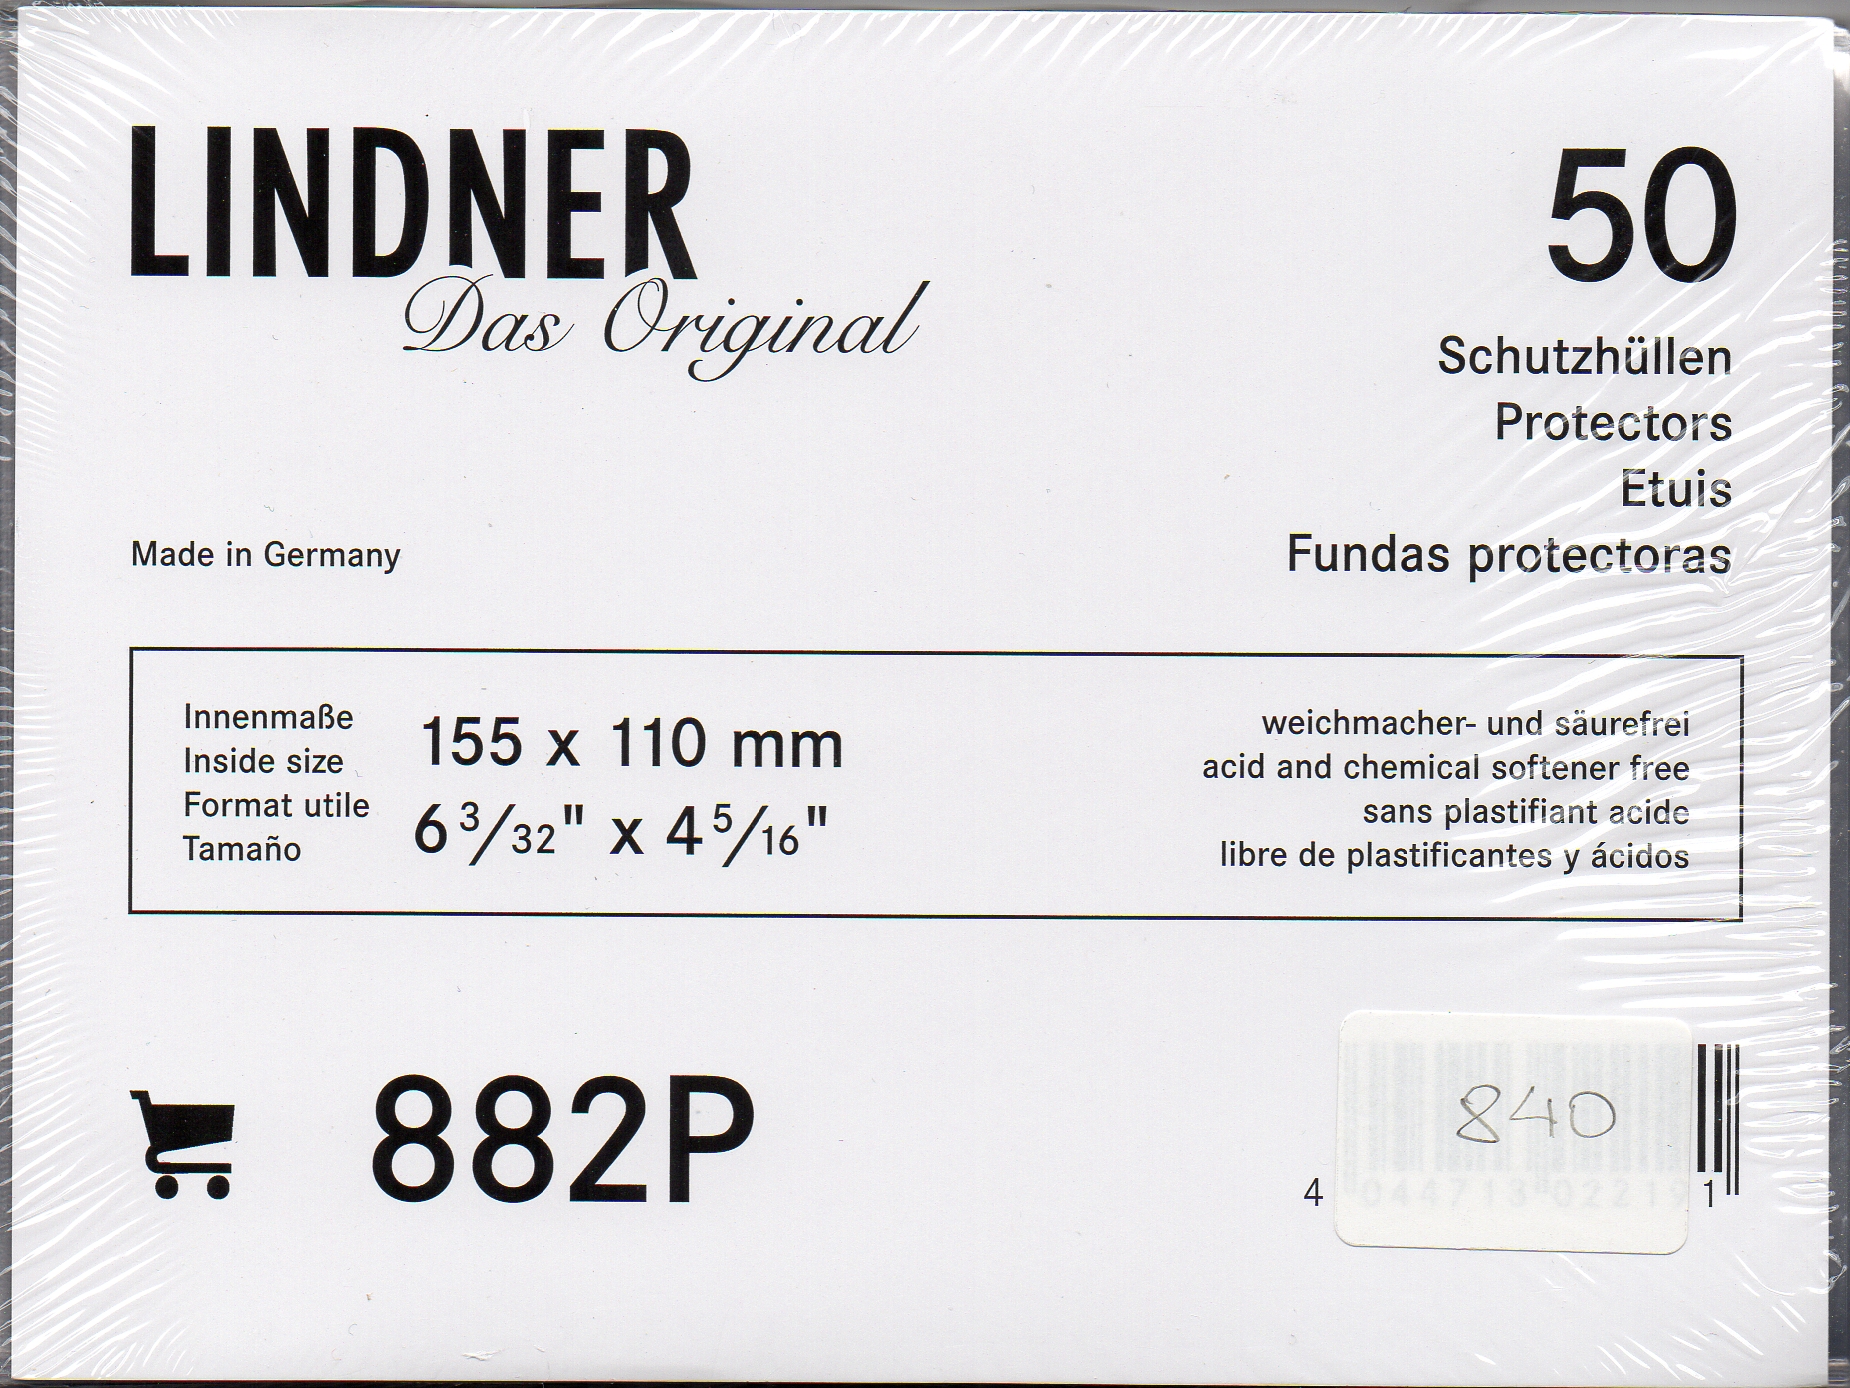 LINDNER
Das Original
50
Schutzhüllen
Protectors
Etuis
Fundas protectoras
Made in Germany
Innenmaße
Inside size
Format utile
Tamaño
155 x 110 mm
6 3/32" x 4 5/16"
weichmacher- und säurefrei
acid and chemical softener free
sans plastifiant acide
libre de plastificantes y ácidos
882P
840
4 044713 022191